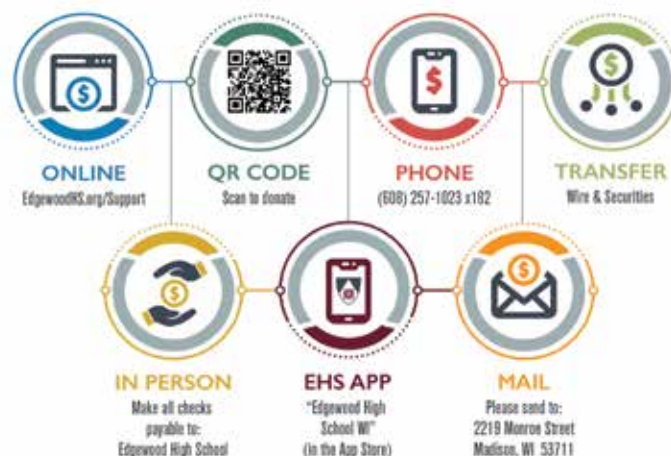 ONLINE
EdgewoodHS.org/Support
QR CODE
Scan to donate
PHONE
(608) 257-1023 x182
TRANSFER
Wire & Securities
IN PERSON
Make all checks
payable to:
Edgewood High School
EHS APP
"Edgewood High
School WI"
(in the App Store)
MAIL
Please send to:
2219 Monroe Street
Madison, WI 53711